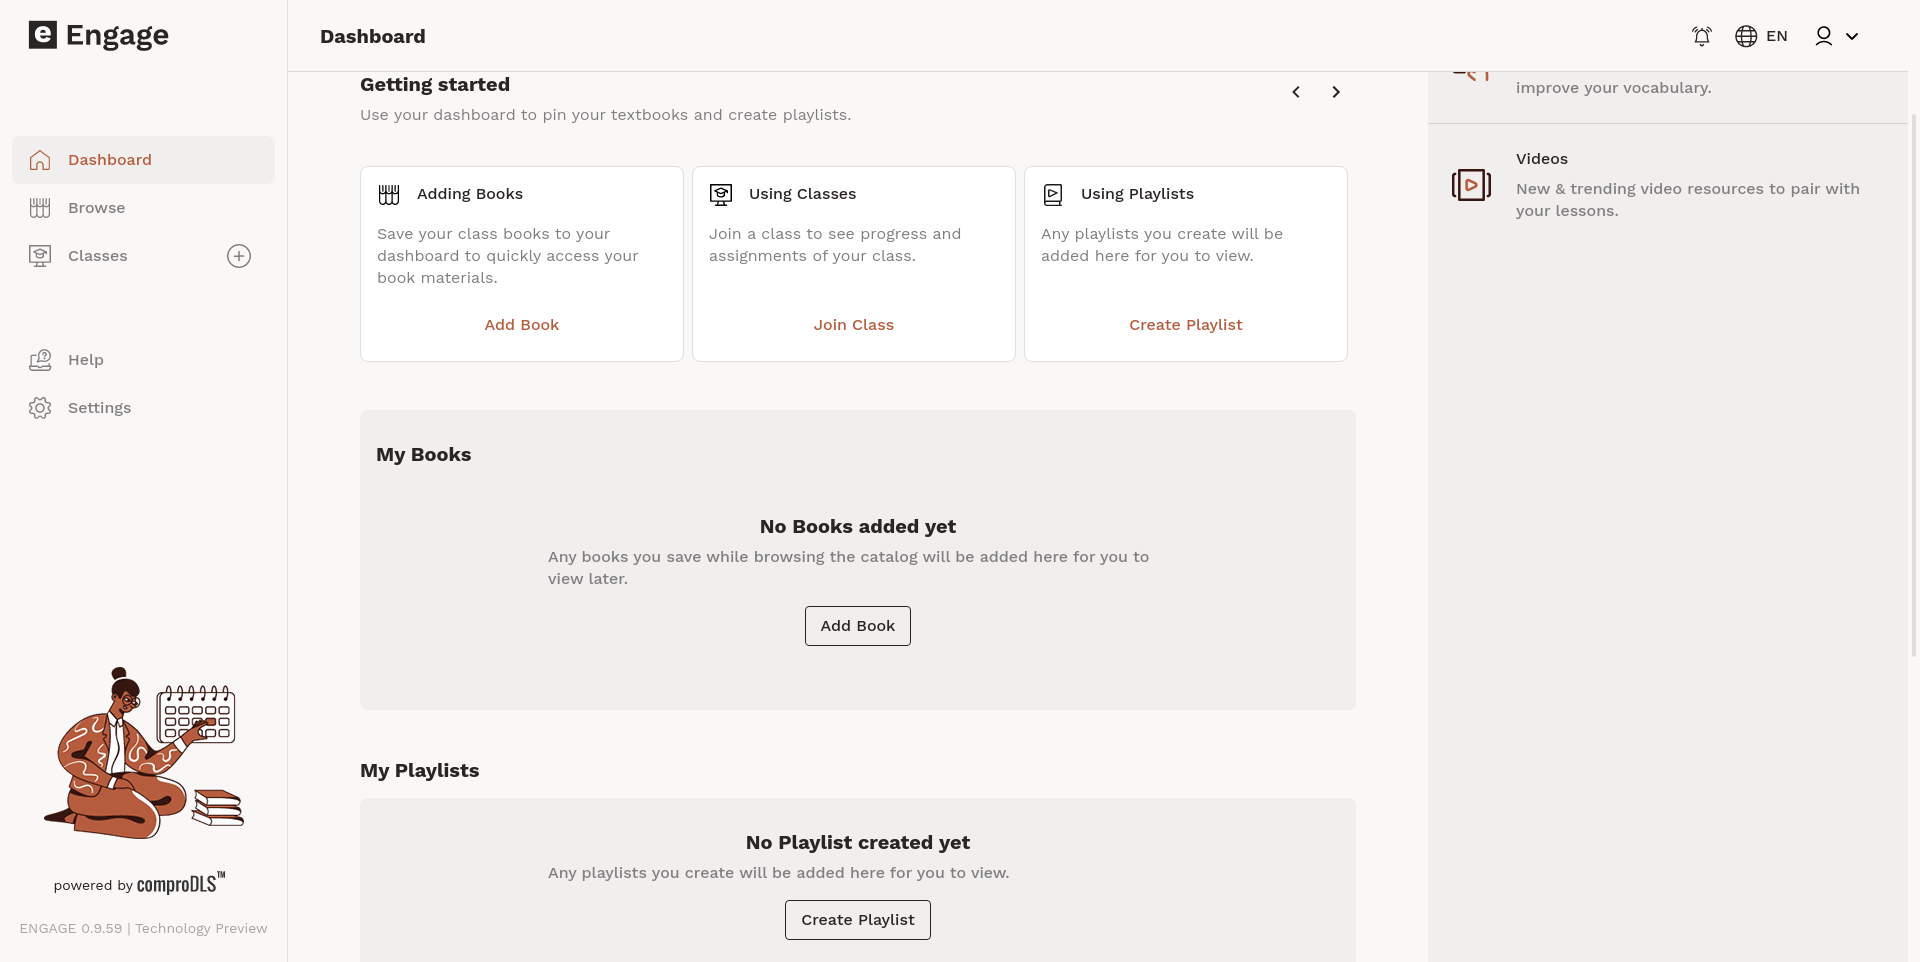 e Engage
Dashboard
EN
Dashboard
Browse
Classes
Help
Settings
powered by comproDLS™
ENGAGE 0.9.59 | Technology Preview
Getting started
Use your dashboard to pin your textbooks and create playlists.
Adding Books
Save your class books to your
dashboard to quickly access your
book materials.
Add Book
Using Classes
Join a class to see progress and
assignments of your class.
Join Class
Using Playlists
Any playlists you create will be
added here for you to view.
Create Playlist
My Books
No Books added yet
Any books you save while browsing the catalog will be added here for you to
view later.
Add Book
My Playlists
No Playlist created yet
Any playlists you create will be added here for you to view.
Create Playlist
improve your vocabulary.
Videos
New & trending video resources to pair with
your lessons.